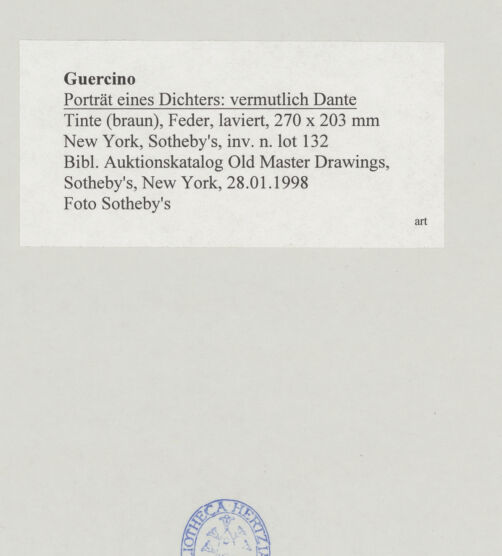 Guercino
Porträt eines Dichters: vermutlich Dante
Tinte (braun), Feder, laviert, 270 x 203 mm
New York, Sotheby's, inv. n. lot 132
Bibl. Auktionskatalog Old Master Drawings,
Sotheby's, New York, 28.01.1998
Foto Sotheby's
art